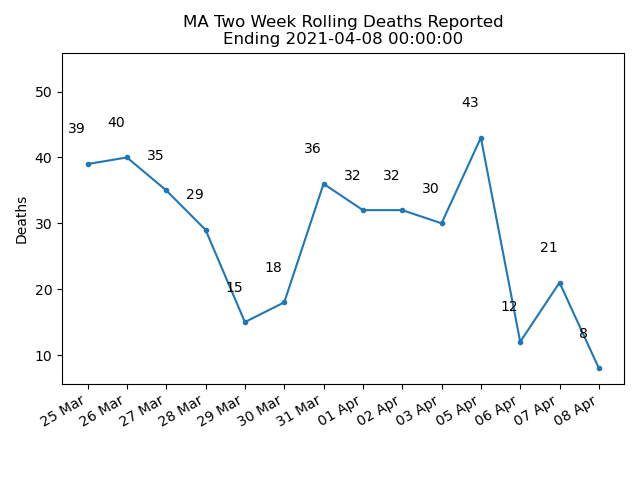 MA Two Week Rolling Deaths Reported
Ending 2021-04-08 00:00:00
50
40
30
20
10
Deaths
39
40
35
29
15
18
36
32
32
30
43
12
21
8
25 Mar
26 Mar
27 Mar
28 Mar
29 Mar
30 Mar
31 Mar
01 Apr
02 Apr
03 Apr
05 Apr
06 Apr
07 Apr
08 Apr